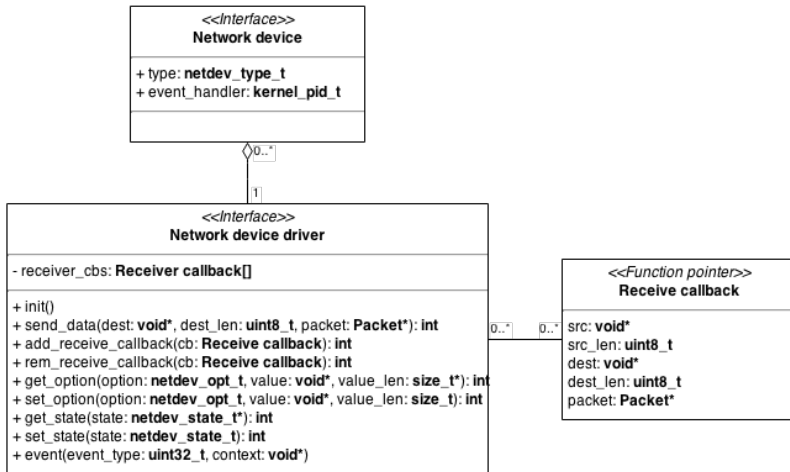 <<Interface>>
Network device
+ type: netdev_type_t
+ event_handler: kernel_pid_t
0..*
1
<<Interface>>
Network device driver
- receiver_cbs: Receiver callback[]
+ init()
+ send_data(dest: void*, dest_len: uint8_t, packet: Packet*): int
+ add_receive_callback(cb: Receive callback): int
+ rem_receive_callback(cb: Receive callback): int
+ get_option(option: netdev_opt_t, value: void*, value_len: size_t*): int
+ set_option(option: netdev_opt_t, value: void*, value_len: size_t): int
+ get_state(state: netdev_state_t*): int
+ set_state(state: netdev_state_t): int
+ event(event_type: uint32_t, context: void*)
0..*
0..*
<<Function pointer>>
Receive callback
src: void*
src_len: uint8_t
dest: void*
dest_len: uint8_t
packet: Packet*